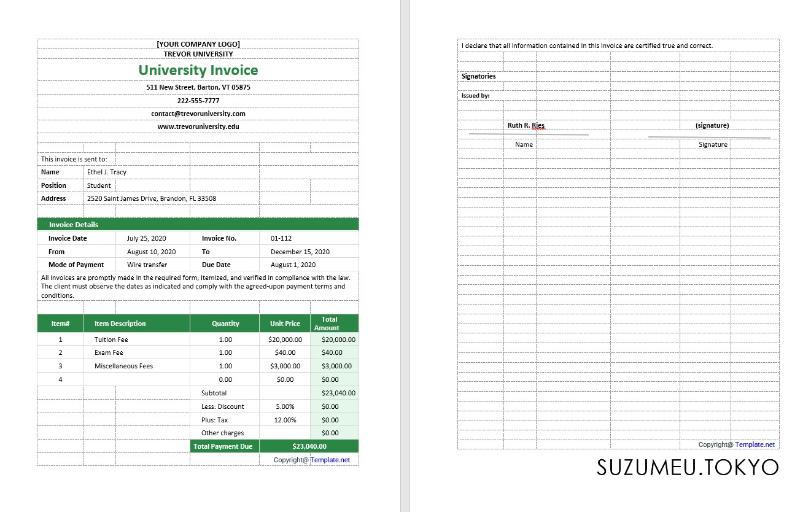 [YOUR COMPANY LOGO]
TREVOR UNIVERSITY
University Invoice
511 New Street, Barton, VT 05875
222-555-7777
contact@trevoruniversity.com
www.trevoruniversity.edu
This invoice is sent to:
Name Ethel J. Tracy
Position Student
Address 2520 Saint James Drive, Brandon, FL 33508
Invoice Details
Invoice Date July 25, 2020 Invoice No. 01-112
From August 10, 2020 To December 15, 2020
Mode of Payment Wire transfer Due Date August 1, 2020
All invoices are promptly made in the required form, itemized, and verified in compliance with the law.
The client must observe the dates as indicated and comply with the agreed-upon payment terms and
conditions.
Item# Item Description Quantity Unit Price Total Amount
1 Tuition Fee 1.00 $20,000.00 $20,000.00
2 Exam Fee 1.00 $40.00 $40.00
3 Miscellaneous Fees 1.00 $3,000.00 $3,000.00
4 0.00 $0.00 $0.00
Subtotal $23,040.00
Less: Discount 5.00% $0.00
Plus: Tax 12.00% $0.00
Other charges $0.00
Total Payment Due $23,040.00
Copyright@ Template.net
I declare that all information contained in this invoice are certified true and correct.
Signatories
Issued by:
Ruth R. Ries (signature)
Name Signature
Copyright@ Template.net
SUZUMEU.TOKYO